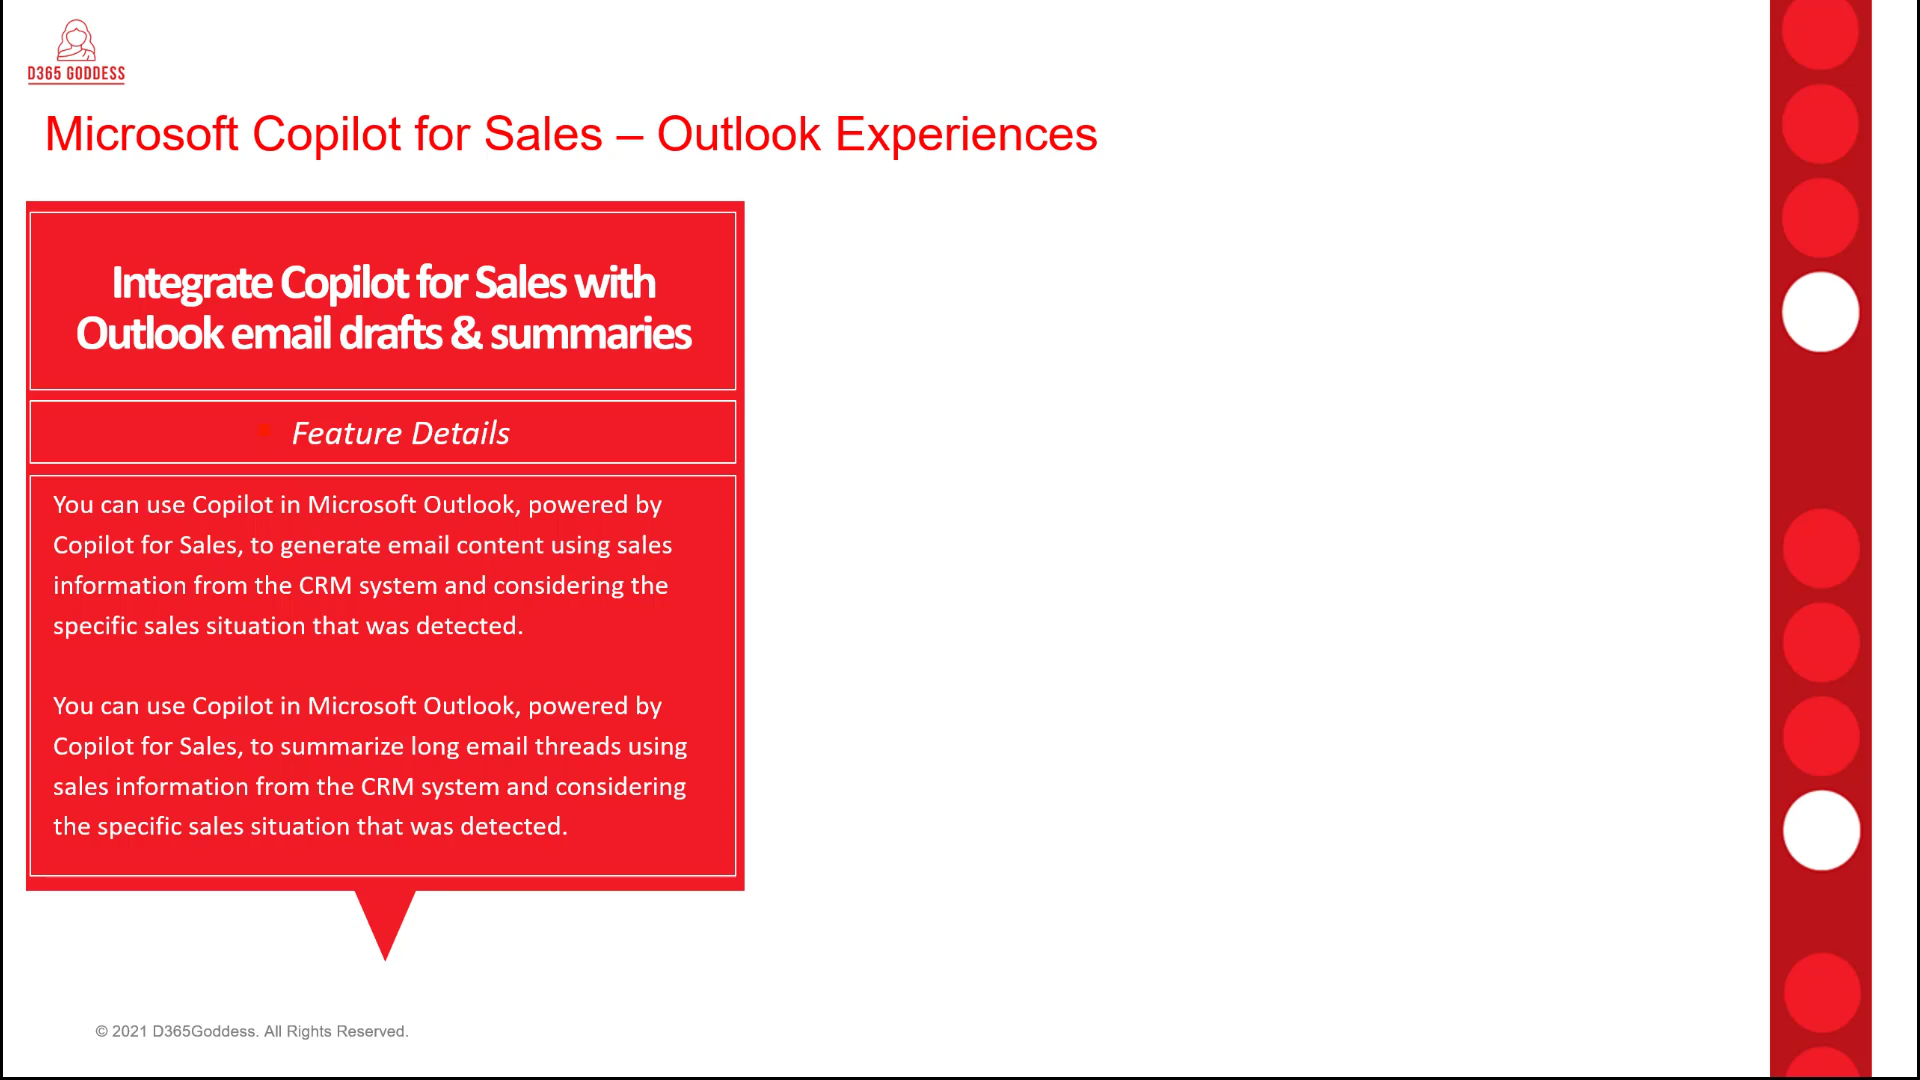 D365 GODDESS
Microsoft Copilot for Sales – Outlook Experiences
Integrate Copilot for Sales with
Outlook email drafts & summaries
Feature Details
You can use Copilot in Microsoft Outlook, powered by
Copilot for Sales, to generate email content using sales
information from the CRM system and considering the
specific sales situation that was detected.
You can use Copilot in Microsoft Outlook, powered by
Copilot for Sales, to summarize long email threads using
sales information from the CRM system and considering
the specific sales situation that was detected.
© 2021 D365Goddess. All Rights Reserved.